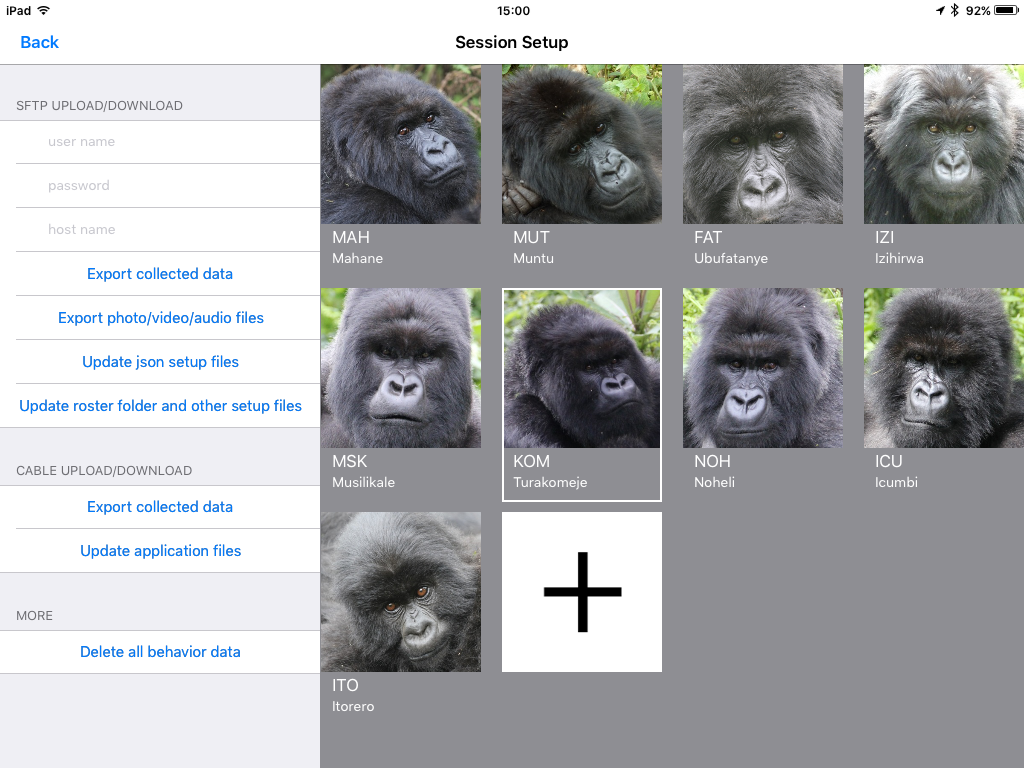 iPad
15:00
92%
Back
Session Setup
SFTP UPLOAD/DOWNLOAD
user name
password
host name
Export collected data
Export photo/video/audio files
Update json setup files
Update roster folder and other setup files
CABLE UPLOAD/DOWNLOAD
Export collected data
Update application files
MORE
Delete all behavior data
MAH
Mahane
MUT
Muntu
FAT
Ubufatanye
IZI
Izihirwa
MSK
Musilikale
KOM
Turakomeje
NOH
Noheli
ICU
Icumbi
ITO
Itorero